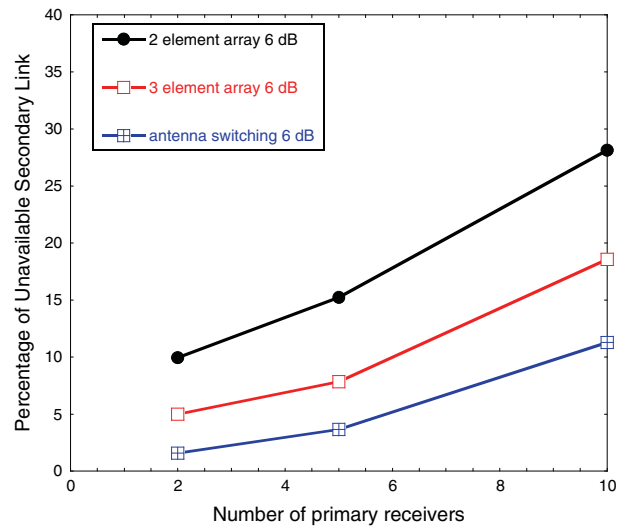 40
35
30
25
20
15
10
5
0
Percentage of Unavailable Secondary Link
2 element array 6 dB
3 element array 6 dB
antenna switching 6 dB
0 2 4 6 8 10
Number of primary receivers